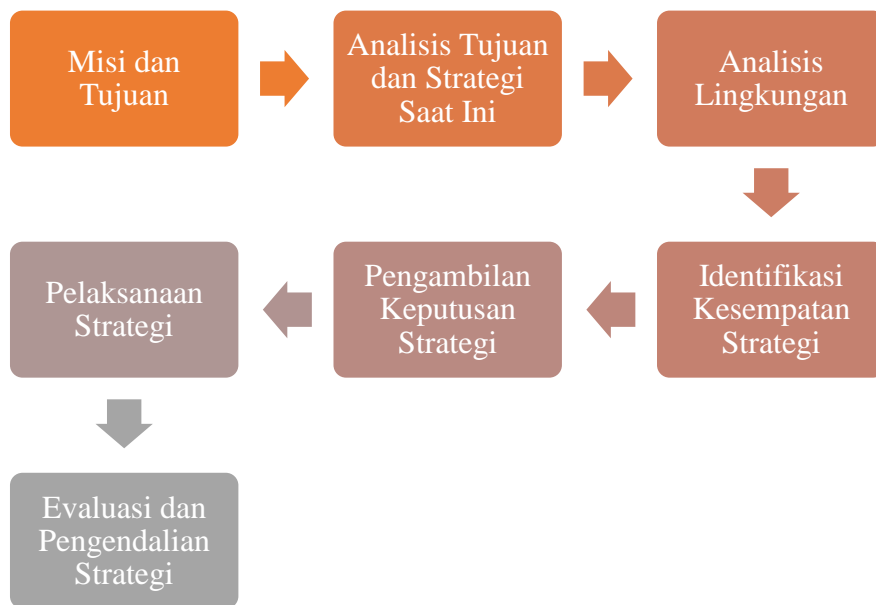 Misi dan
Tujuan
Analisis Tujuan
dan Strategi
Saat Ini
Analisis
Lingkungan
Identifikasi
Kesempatan
Strategi
Pengambilan
Keputusan
Strategi
Pelaksanaan
Strategi
Evaluasi dan
Pengendalian
Strategi